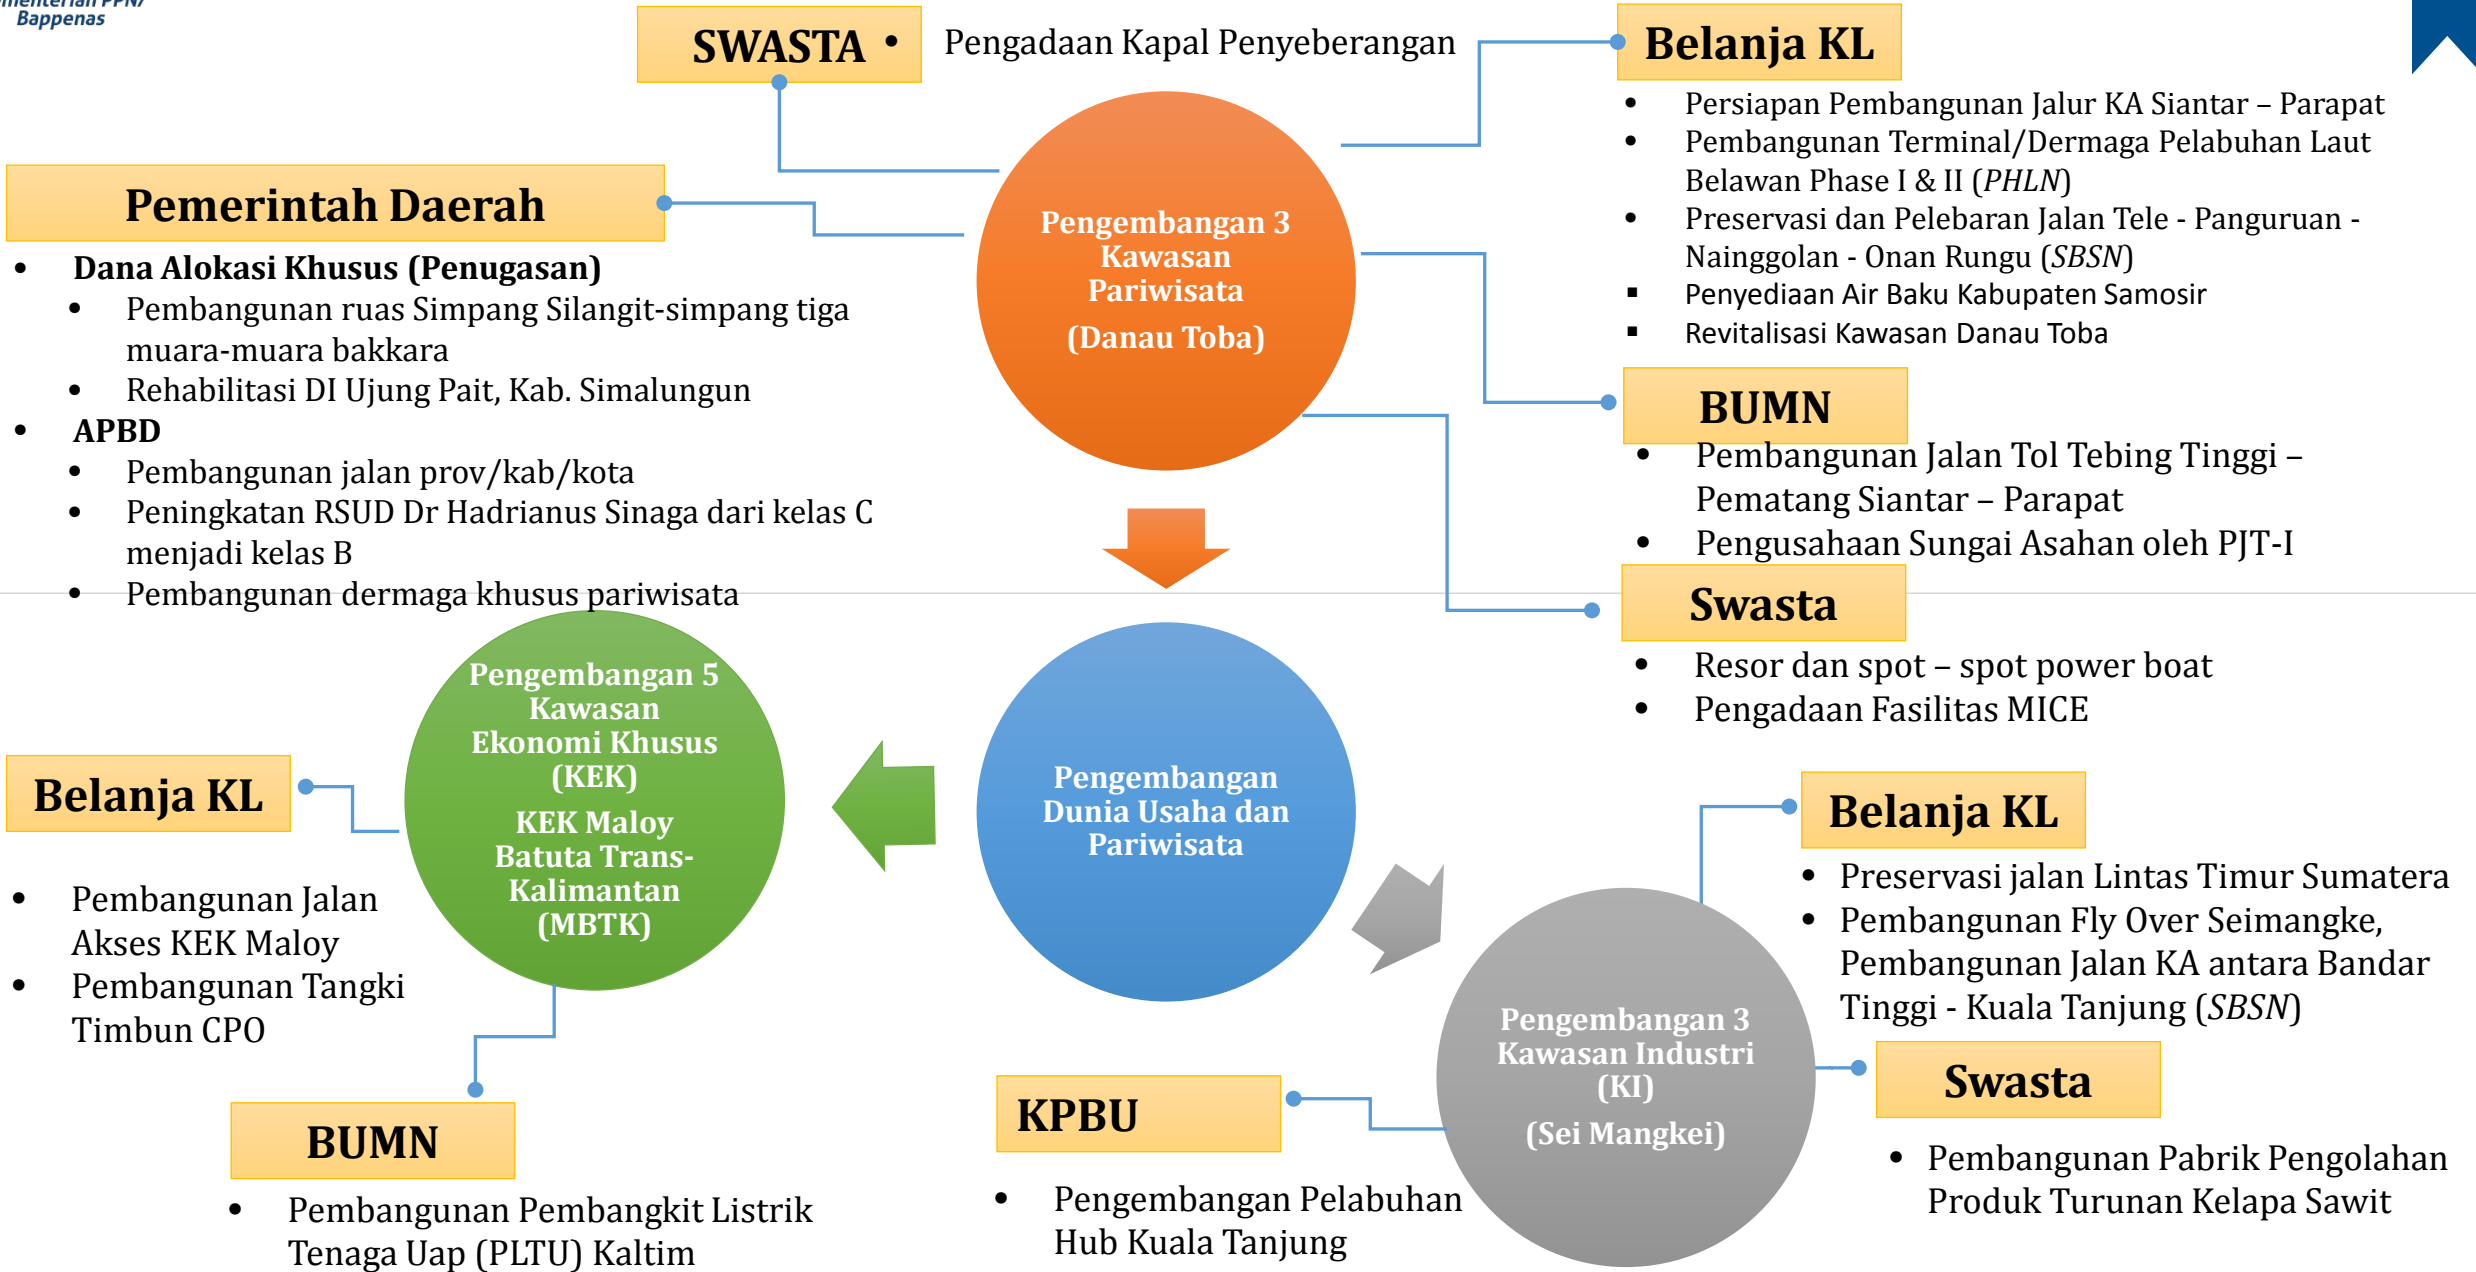 Bappenas
SWASTA
• Pengadaan Kapal Penyeberangan
Pemerintah Daerah
• Dana Alokasi Khusus (Penugasan)
• Pembangunan ruas Simpang Silangit-simpang tiga
muara-muara bakkara
• Rehabilitasi DI Ujung Pait, Kab. Simalungun
• APBD
• Pembangunan jalan prov/kab/kota
• Peningkatan RSUD Dr Hadrianus Sinaga dari kelas C
menjadi kelas B
• Pembangunan dermaga khusus pariwisata
Pengembangan 3
Kawasan
Pariwisata
(Danau Toba)
Belanja KL
• Persiapan Pembangunan Jalur KA Siantar – Parapat
• Pembangunan Terminal/Dermaga Pelabuhan Laut
Belawan Phase I & II (PHLN)
• Preservasi dan Pelebaran Jalan Tele - Panguruan -
Nainggolan - Onan Rungu (SBSN)
▪ Penyediaan Air Baku Kabupaten Samosir
▪ Revitalisasi Kawasan Danau Toba
BUMN
• Pembangunan Jalan Tol Tebing Tinggi –
Pematang Siantar – Parapat
• Pengusahaan Sungai Asahan oleh PJT-I
Swasta
• Resor dan spot – spot power boat
• Pengadaan Fasilitas MICE
Pengembangan 5
Kawasan
Ekonomi Khusus
(KEK)
KEK Maloy
Batuta Trans-
Kalimantan
(MBTK)
Belanja KL
• Pembangunan Jalan
Akses KEK Maloy
• Pembangunan Tangki
Timbun CPO
BUMN
• Pembangunan Pembangkit Listrik
Tenaga Uap (PLTU) Kaltim
Pengembangan
Dunia Usaha dan
Pariwisata
Pengembangan 3
Kawasan Industri
(KI)
(Sei Mangkei)
Belanja KL
• Preservasi jalan Lintas Timur Sumatera
• Pembangunan Fly Over Seimangke,
Pembangunan Jalan KA antara Bandar
Tinggi - Kuala Tanjung (SBSN)
Swasta
• Pembangunan Pabrik Pengolahan
Produk Turunan Kelapa Sawit
KPBU
• Pengembangan Pelabuhan
Hub Kuala Tanjung